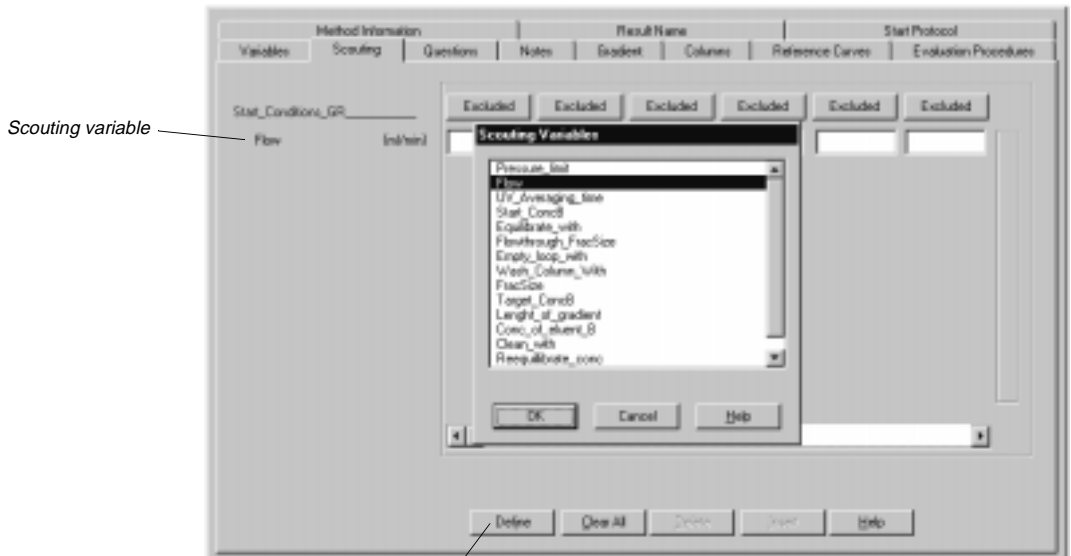 Method Information Result Name Start Protocol
Variables Scouting Questions Notes Gradient Columns Reference Curves Evaluation Procedures
Excluded Excluded Excluded Excluded Excluded Excluded
Start_Conditions_GR
Scouting variable
Flow {ml/min}
Scouting Variables
Pressure_limit
Flow
UV_Averaging_time
Start_ConcB
Equilibrate_with
Flowthrough_FracSize
Empty_loop_with
Wash_Column_With
FracSize
Target_ConcB
Lenght_of_gradient
Conc_of_eluent_B
Clean_with
Reequilibrate_conc
OK Cancel Help
Define Clear All Delete Insert Help